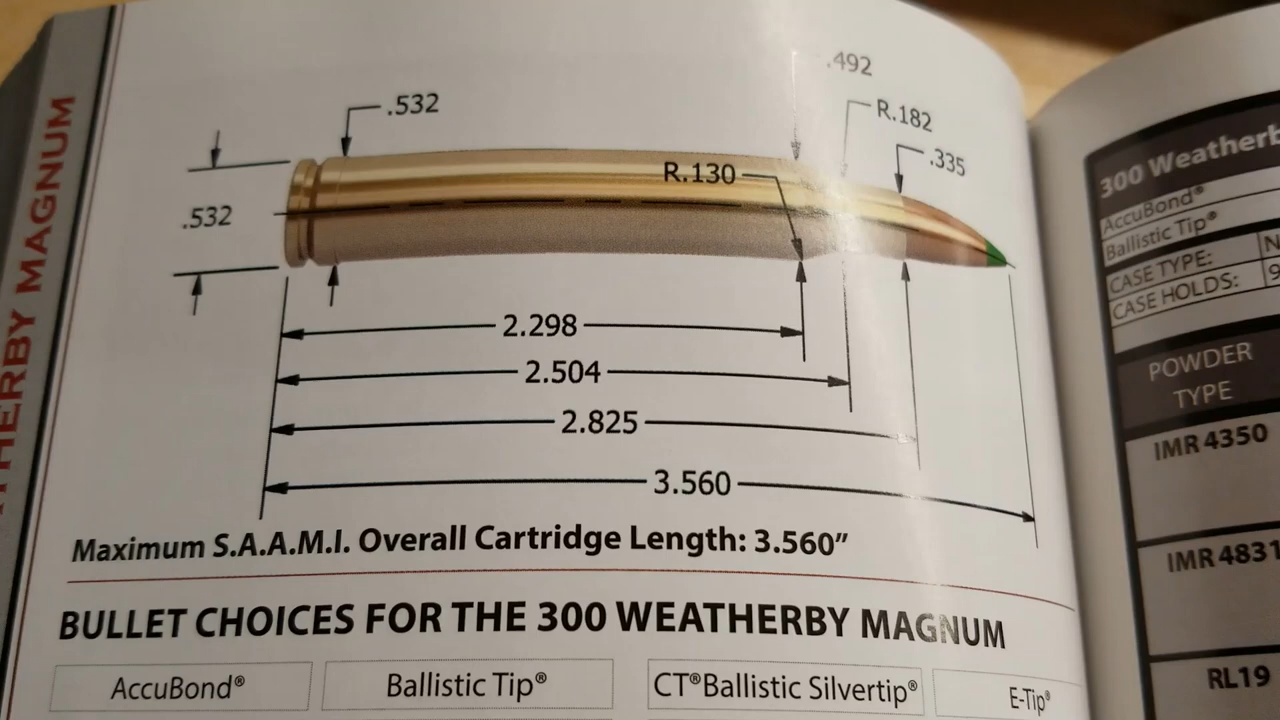 .492
.532
R.182
.335
R.130
.532
2.298
2.504
2.825
3.560
Maximum S.A.A.M.I. Overall Cartridge Length: 3.560”
BULLET CHOICES FOR THE 300 WEATHERBY MAGNUM
AccuBond®
Ballistic Tip®
CT®Ballistic Silvertip®
E-Tip®
MAGNUM
300
AccuBond®
Ballistic Tip®
CASE TYPE:
CASE HOLDS:
POWDER
TYPE
IMR 4350
IMR 4831
RL19